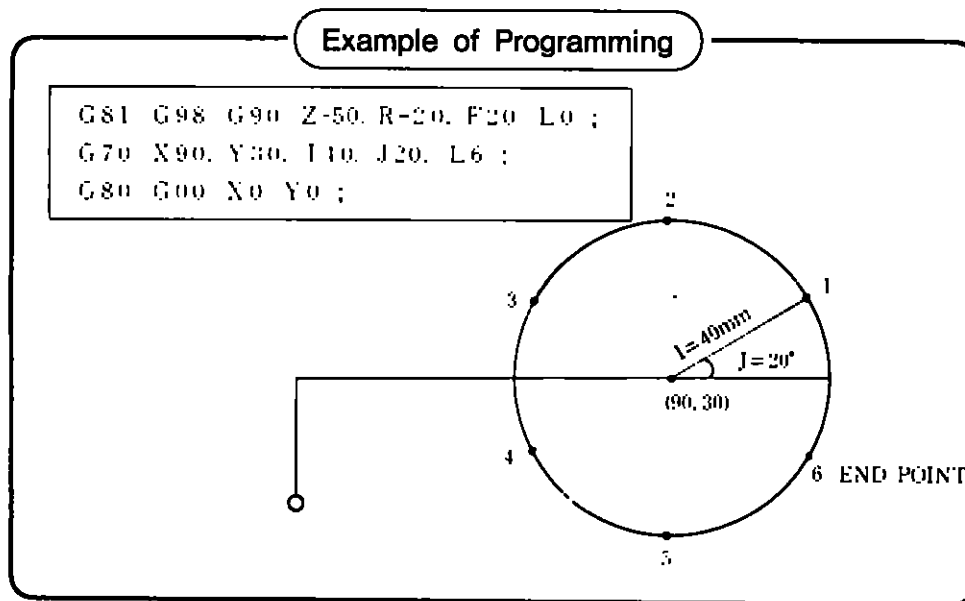 Example of Programming
G81 G98 G90 Z-50. R-20. F20 L0 ;
G70 X90. Y30. I40. J20. L6 ;
G80 G00 X0 Y0 ;
2
3
1
I=40mm
J=20°
(90, 30)
4
6 END POINT
5